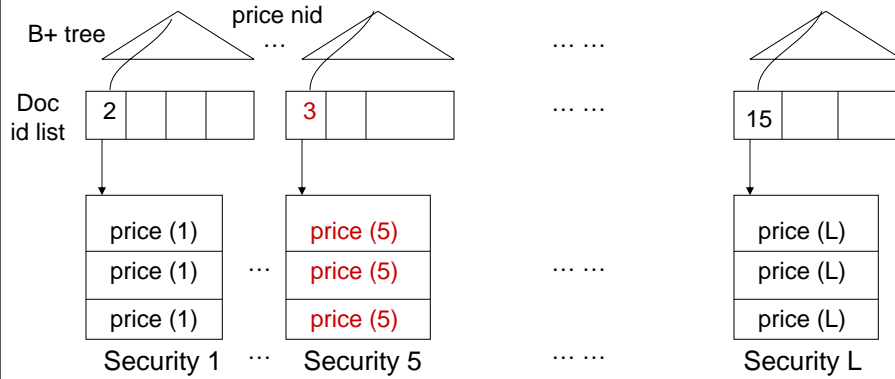 price nid
B+ tree ... ... ...
Doc id list
2 3 ... ... 15
price (1) price (5) price (L)
price (1) ... price (5) ... ... price (L)
price (1) price (5) price (L)
Security 1 ... Security 5 ... ... Security L